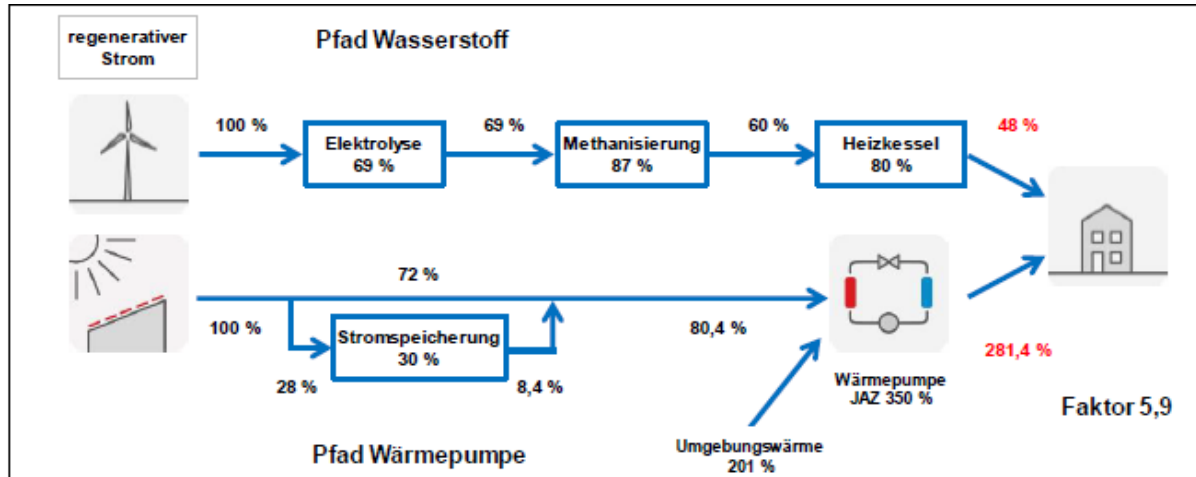 regenerativer
Strom
Pfad Wasserstoff
100 %
Elektrolyse
69 %
69 %
Methanisierung
87 %
60 %
Heizkessel
80 %
48 %
72 %
100 %
Stromspeicherung
30 %
28 %
8,4 %
80,4 %
Wärmepumpe
JAZ 350 %
281,4 %
Faktor 5,9
Umgebungswärme
201 %
Pfad Wärmepumpe